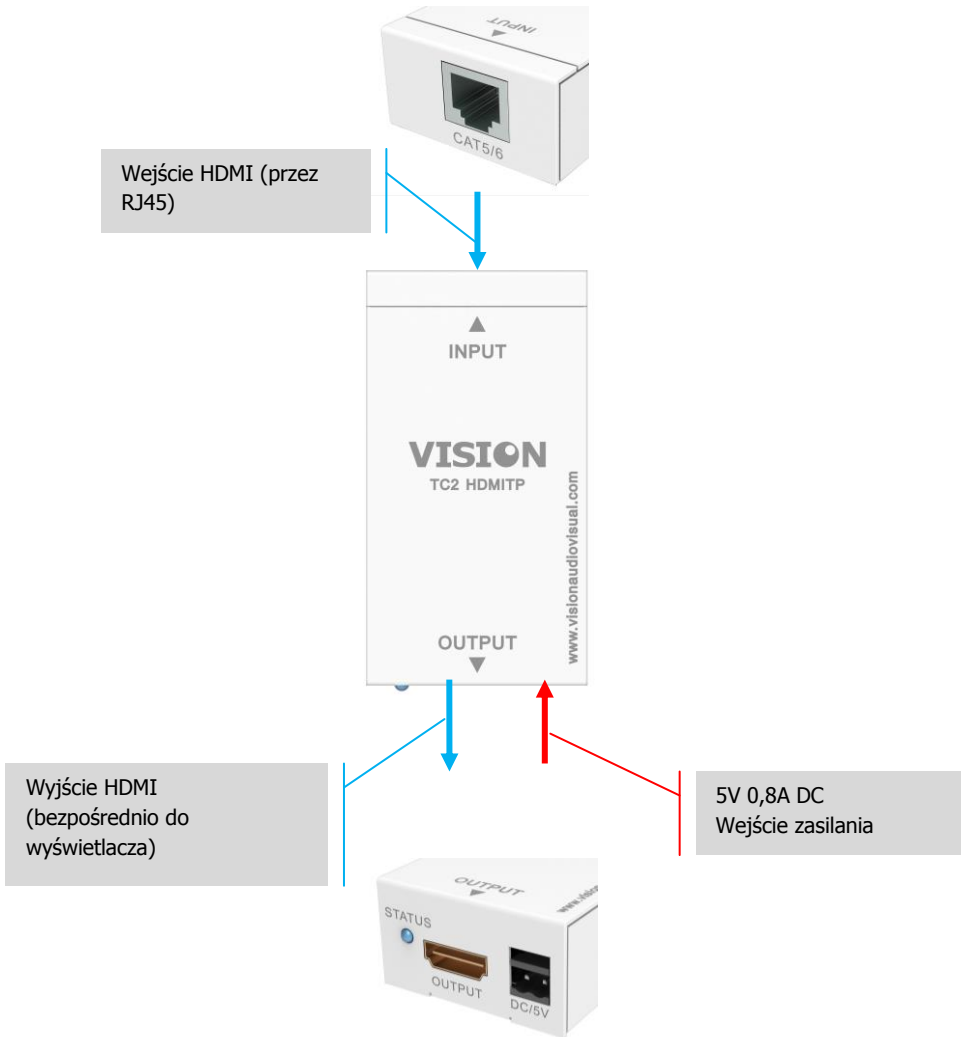 INPUT
CAT5/6
Wejście HDMI (przez
RJ45)
INPUT
VISION
TC2 HDMITP
www.visionaudiovisual.com
OUTPUT
Wyjście HDMI
(bezpośrednio do
wyświetlacza)
5V 0,8A DC
Wejście zasilania
OUTPUT
STATUS
OUTPUT
DC/5V